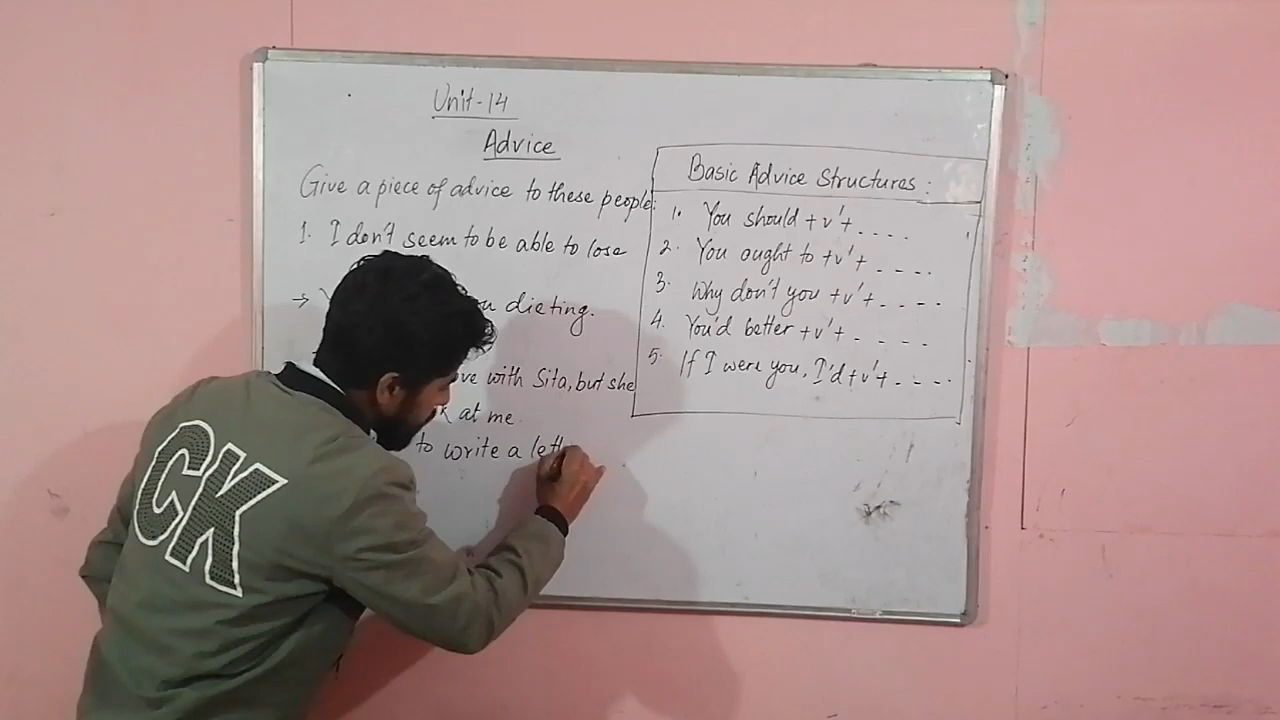 Unit-14
Advice
Give a piece of advice to these people:
1. I don't seem to be able to lose
→ dieting.
with Sita, but she
at me.
to write a
Basic Advice Structures:
1. You should + v' + ....
2. You ought to + v' + ....
3. Why don't you + v' + ....
4. You'd better + v' + ....
5. If I were you, I'd + v' + ....
CK